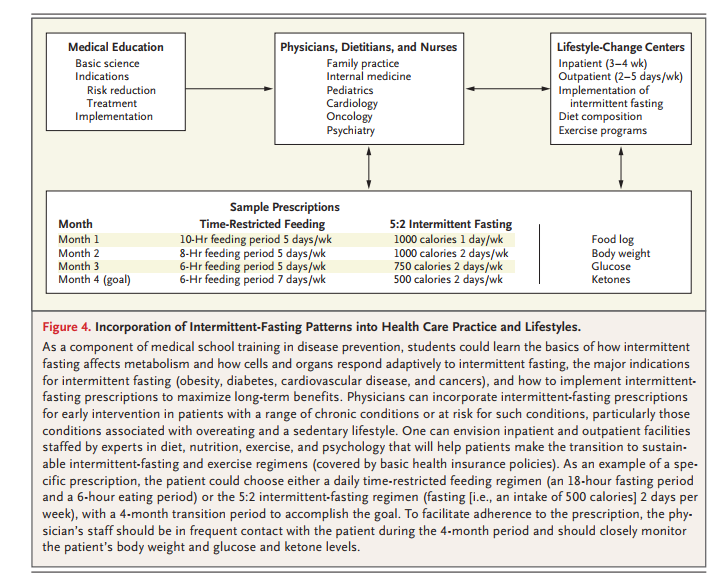 Medical Education
Basic science
Indications
Risk reduction
Treatment
Implementation
Physicians, Dietitians, and Nurses
Family practice
Internal medicine
Pediatrics
Cardiology
Oncology
Psychiatry
Lifestyle-Change Centers
Inpatient (3–4 wk)
Outpatient (2–5 days/wk)
Implementation of
intermittent fasting
Diet composition
Exercise programs
Sample Prescriptions
Month Time-Restricted Feeding 5:2 Intermittent Fasting
Month 1 10-Hr feeding period 5 days/wk 1000 calories 1 day/wk Food log
Month 2 8-Hr feeding period 5 days/wk 1000 calories 2 days/wk Body weight
Month 3 6-Hr feeding period 5 days/wk 750 calories 2 days/wk Glucose
Month 4 (goal) 6-Hr feeding period 7 days/wk 500 calories 2 days/wk Ketones
Figure 4. Incorporation of Intermittent-Fasting Patterns into Health Care Practice and Lifestyles.
As a component of medical school training in disease prevention, students could learn the basics of how intermittent
fasting affects metabolism and how cells and organs respond adaptively to intermittent fasting, the major indications
for intermittent fasting (obesity, diabetes, cardiovascular disease, and cancers), and how to implement intermittent-
fasting prescriptions to maximize long-term benefits. Physicians can incorporate intermittent-fasting prescriptions
for early intervention in patients with a range of chronic conditions or at risk for such conditions, particularly those
conditions associated with overeating and a sedentary lifestyle. One can envision inpatient and outpatient facilities
staffed by experts in diet, nutrition, exercise, and psychology that will help patients make the transition to sustain-
able intermittent-fasting and exercise regimens (covered by basic health insurance policies). As an example of a spe-
cific prescription, the patient could choose either a daily time-restricted feeding regimen (an 18-hour fasting period
and a 6-hour eating period) or the 5:2 intermittent-fasting regimen (fasting [i.e., an intake of 500 calories] 2 days per
week), with a 4-month transition period to accomplish the goal. To facilitate adherence to the prescription, the phy-
sician's staff should be in frequent contact with the patient during the 4-month period and should closely monitor
the patient's body weight and glucose and ketone levels.